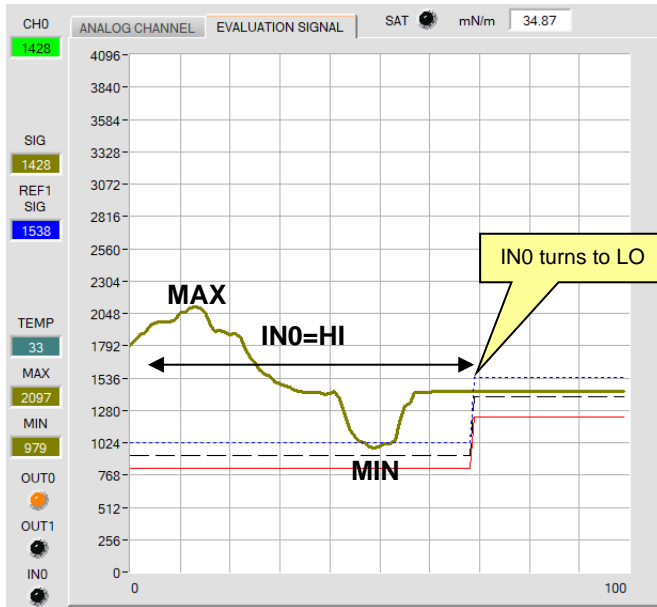 CH0
1428
SIG
1428
REF1
SIG
1538
TEMP
33
MAX
2097
MIN
979
OUT0
OUT1
IN0
ANALOG CHANNEL
EVALUATION SIGNAL
SAT
mN/m
34.87
4096
3840
3584
3328
3072
2816
2560
2304
2048
1792
1536
1280
1024
768
512
256
0
MAX
IN0=HI
IN0 turns to LO
MIN
0
100